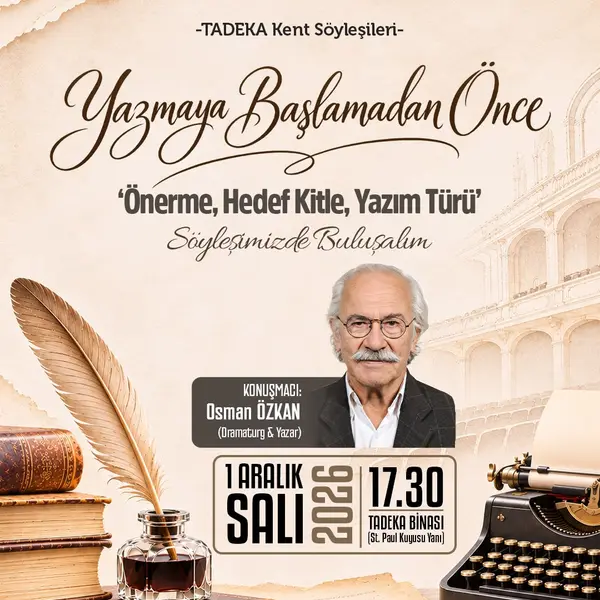 -TADEKA Kent Söyleşileri-
Yazmaya Başlamadan Önce
‘Önerme, Hedef Kitle, Yazım Türü’
Söyleşimizde Buluşalım
KONUŞMACI:
Osman ÖZKAN
(Dramaturg & Yazar)
1 ARALIK
SALI
2026
17.30
TADEKA BİNASI
(St. Paul Kuyusu Yanı)